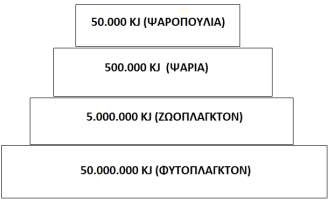 50.000 KJ (ΨΑΡΟΠΟΥΛΙΑ)
500.000 KJ (ΨΑΡΙΑ)
5.000.000 KJ (ΖΩΟΠΛΑΓΚΤΟΝ)
50.000.000 KJ (ΦΥΤΟΠΛΑΓΚΤΟΝ)